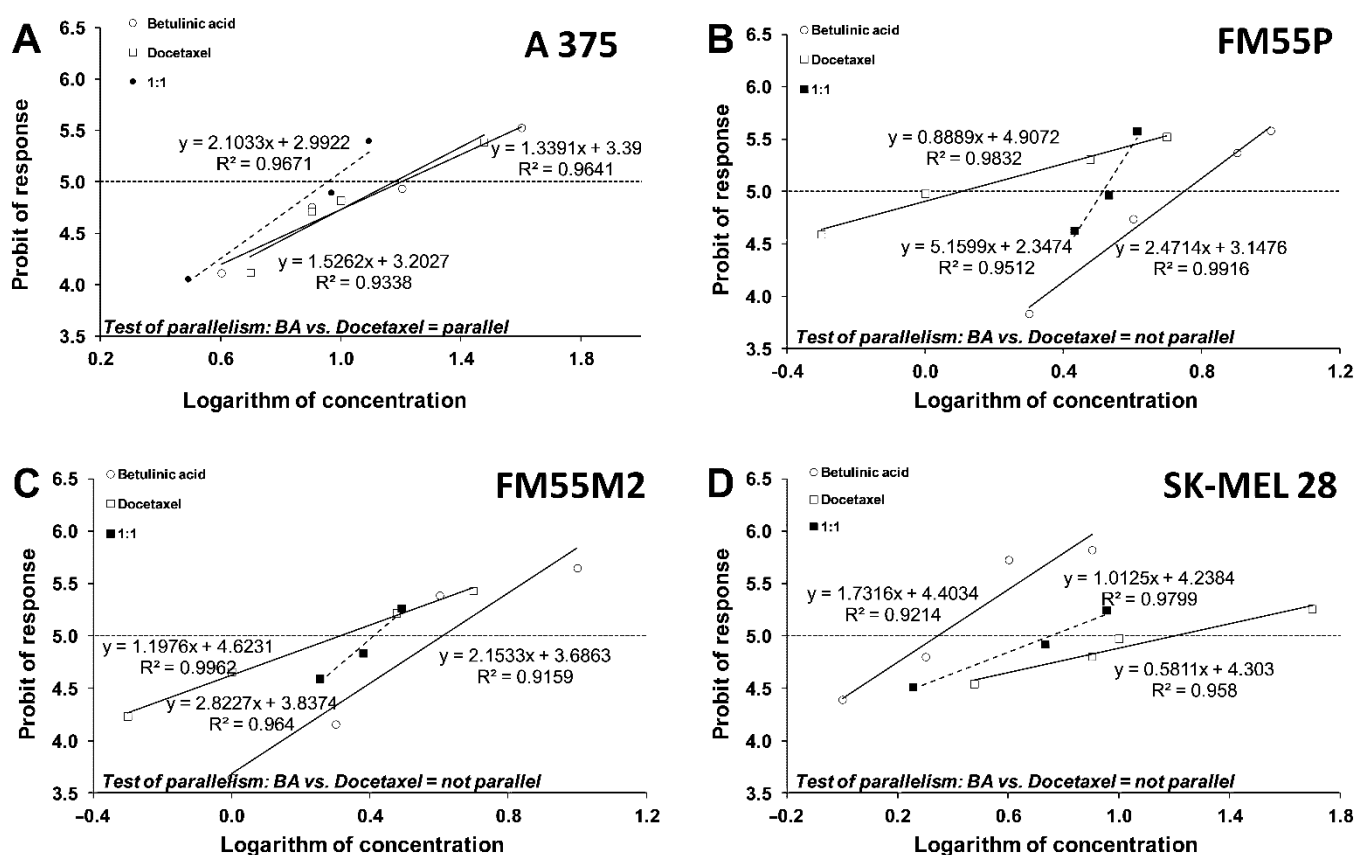 A
Betulinic acid
Docetaxel
1:1
A 375
Probit of response
6.5
6.0
5.5
5.0
4.5
4.0
3.5
y = 2.1033x + 2.9922
R² = 0.9671
y = 1.3391x + 3.39
R² = 0.9641
y = 1.5262x + 3.2027
R² = 0.9338
Test of parallelism: BA vs. Docetaxel = parallel
0.2 0.6 1.0 1.4 1.8
Logarithm of concentration
B
Betulinic acid
Docetaxel
1:1
FM55P
Probit of response
6.5
6.0
5.5
5.0
4.5
4.0
3.5
y = 0.8889x + 4.9072
R² = 0.9832
y = 5.1599x + 2.3474
R² = 0.9512
y = 2.4714x + 3.1476
R² = 0.9916
Test of parallelism: BA vs. Docetaxel = not parallel
-0.4 0.0 0.4 0.8 1.2
Logarithm of concentration
C
Betulinic acid
Docetaxel
1:1
FM55M2
Probit of response
6.5
6.0
5.5
5.0
4.5
4.0
3.5
y = 1.1976x + 4.6231
R² = 0.9962
y = 2.8227x + 3.8374
R² = 0.964
y = 2.1533x + 3.6863
R² = 0.9159
Test of parallelism: BA vs. Docetaxel = not parallel
−0.4 0.0 0.4 0.8 1.2
Logarithm of concentration
D
Betulinic acid
Docetaxel
1:1
SK-MEL 28
Probit of response
6.5
6.0
5.5
5.0
4.5
4.0
3.5
y = 1.7316x + 4.4034
R² = 0.9214
y = 1.0125x + 4.2384
R² = 0.9799
y = 0.5811x + 4.303
R² = 0.958
Test of parallelism: BA vs. Docetaxel = not parallel
-0.2 0.2 0.6 1.0 1.4 1.8
Logarithm of concentration